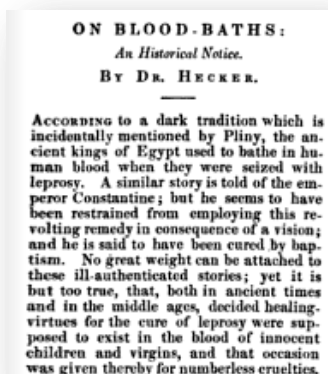 ON BLOOD-BATHS:
An Historical Notice.
BY DR. HECKER.
ACCORDING to a dark tradition which is
incidentally mentioned by Pliny, the an-
cient kings of Egypt used to bathe in hu-
man blood when they were seized with
leprosy. A similar story is told of the em-
peror Constantine; but he seems to have
been restrained from employing this re-
volting remedy in consequence of a vision;
and he is said to have been cured by bap-
tism. No great weight can be attached to
these ill-authenticated stories; yet it is
but too true, that, both in ancient times
and in the middle ages, decided healing-
virtues for the cure of leprosy were sup-
posed to exist in the blood of innocent
children and virgins, and that occasion
was given thereby for numberless cruelties.